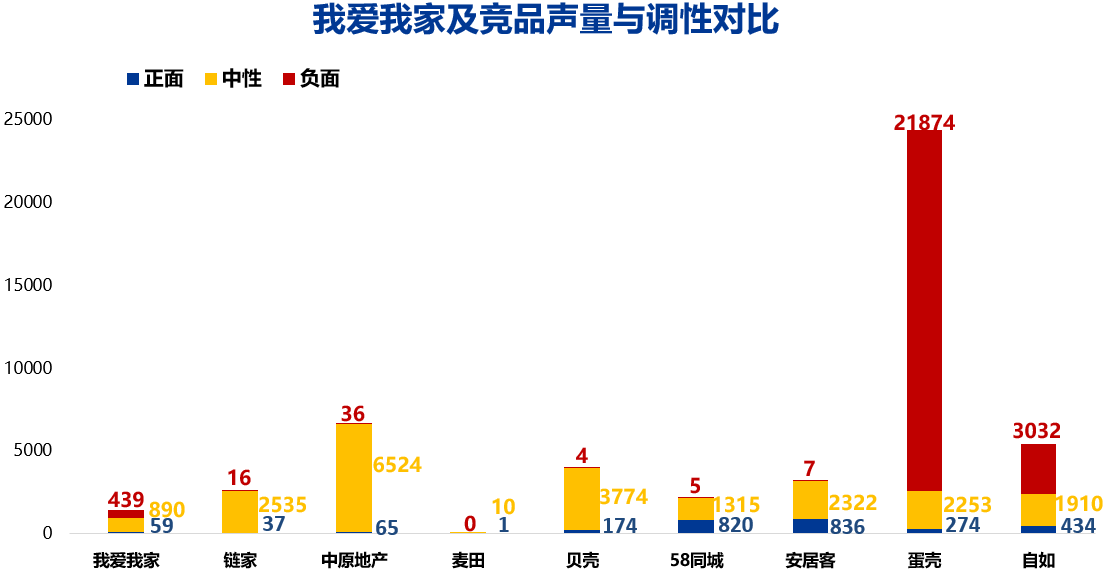 我爱我家及竞品声量与调性对比
正面 中性 负面
25000
20000
15000
10000
5000
0
439 890 59
16 2535 37
36 6524 65
0 10 1
4 3774 174
5 1315 820
7 2322 836
21874 2253 274
3032 1910 434
我爱我家 链家 中原地产 麦田 贝壳 58同城 安居客 蛋壳 自如